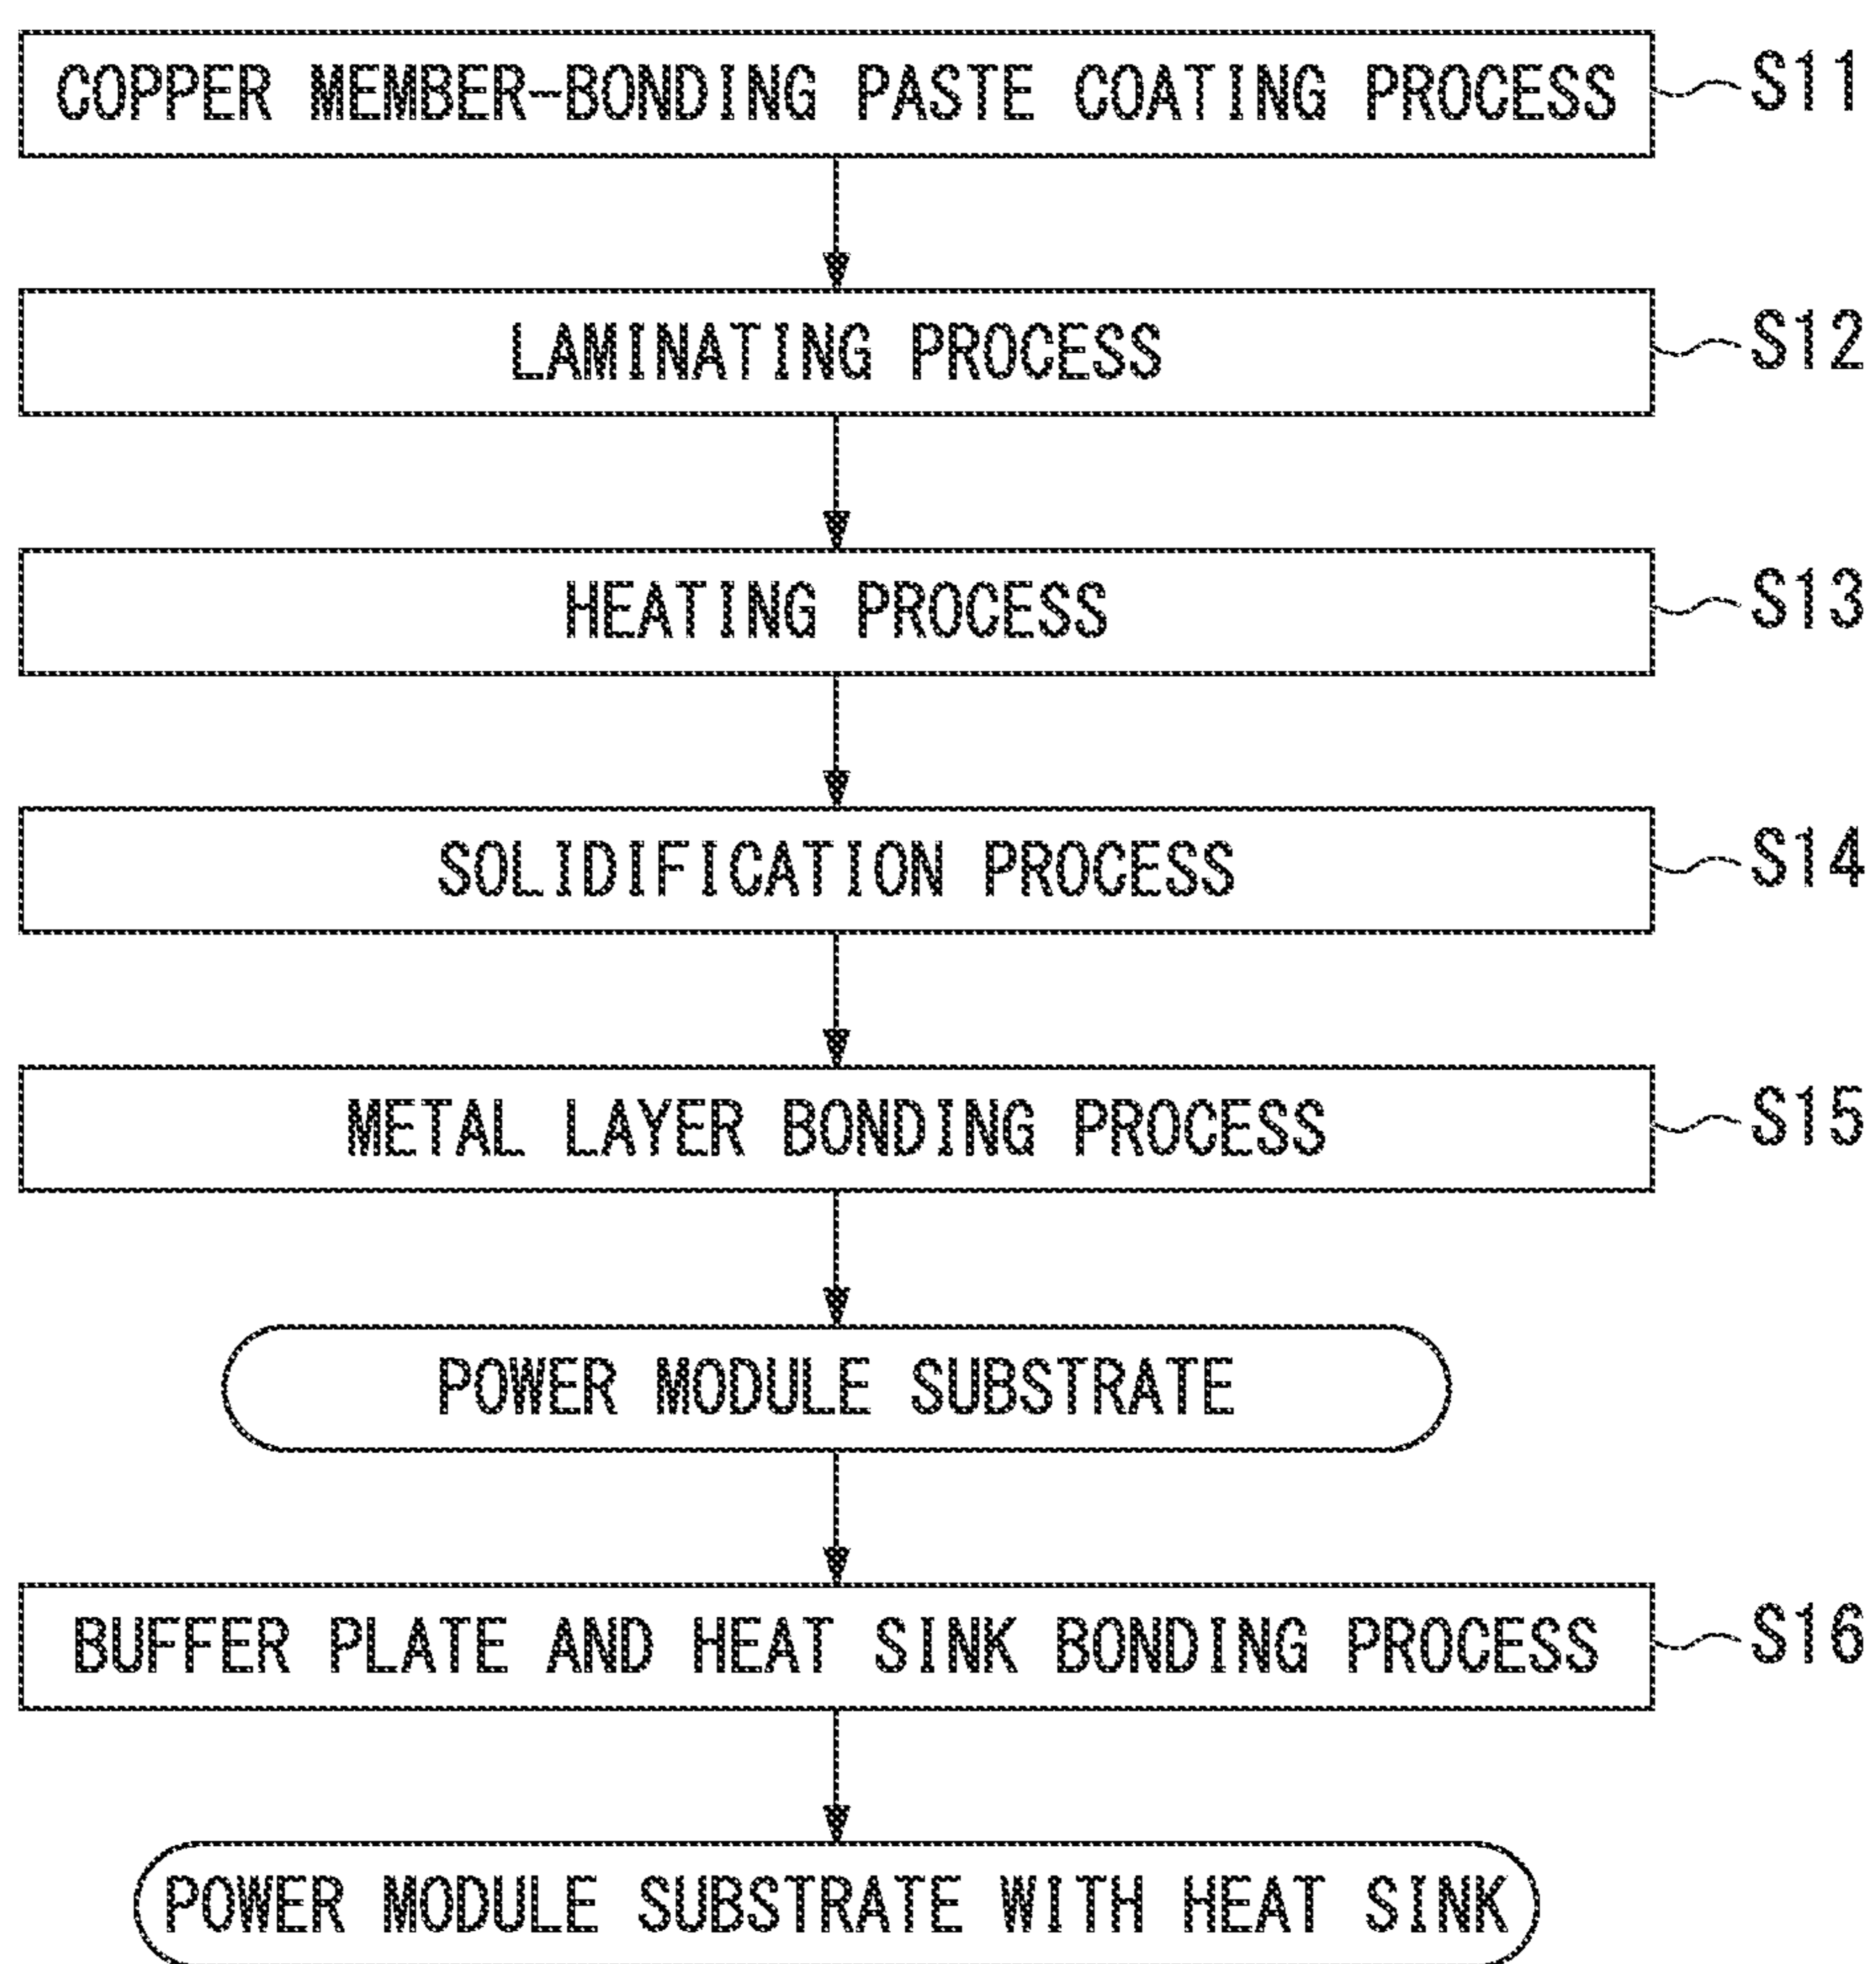 COPPER MEMBER-BONDING PASTE COATING PROCESS S11
LAMINATING PROCESS S12
HEATING PROCESS S13
SOLIDIFICATION PROCESS S14
METAL LAYER BONDING PROCESS S15
POWER MODULE SUBSTRATE
BUFFER PLATE AND HEAT SINK BONDING PROCESS S16
POWER MODULE SUBSTRATE WITH HEAT SINK